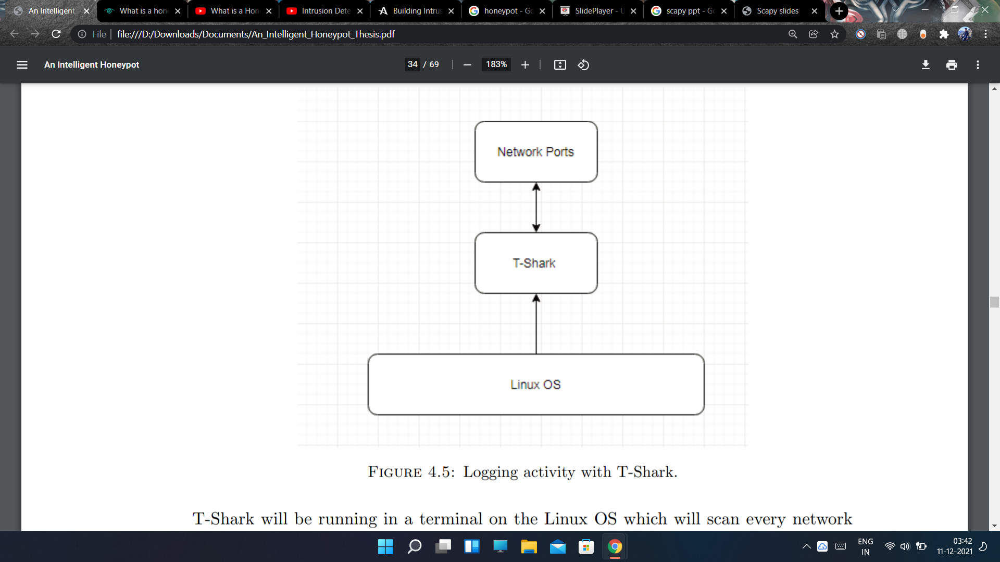 An Intelligent
What is a hon
What is a Hon
Intrusion Dete
Building Intrus
honeypot - Go
SlidePlayer - U
scapy ppt - G
Scapy slides
File
file:///D:/Downloads/Documents/An_Intelligent_Honeypot_Thesis.pdf
An Intelligent Honeypot
34 / 69
183%
Network Ports
T-Shark
Linux OS
FIGURE 4.5: Logging activity with T-Shark.
T-Shark will be running in a terminal on the Linux OS which will scan every network
ENG
IN
03:42
11-12-2021